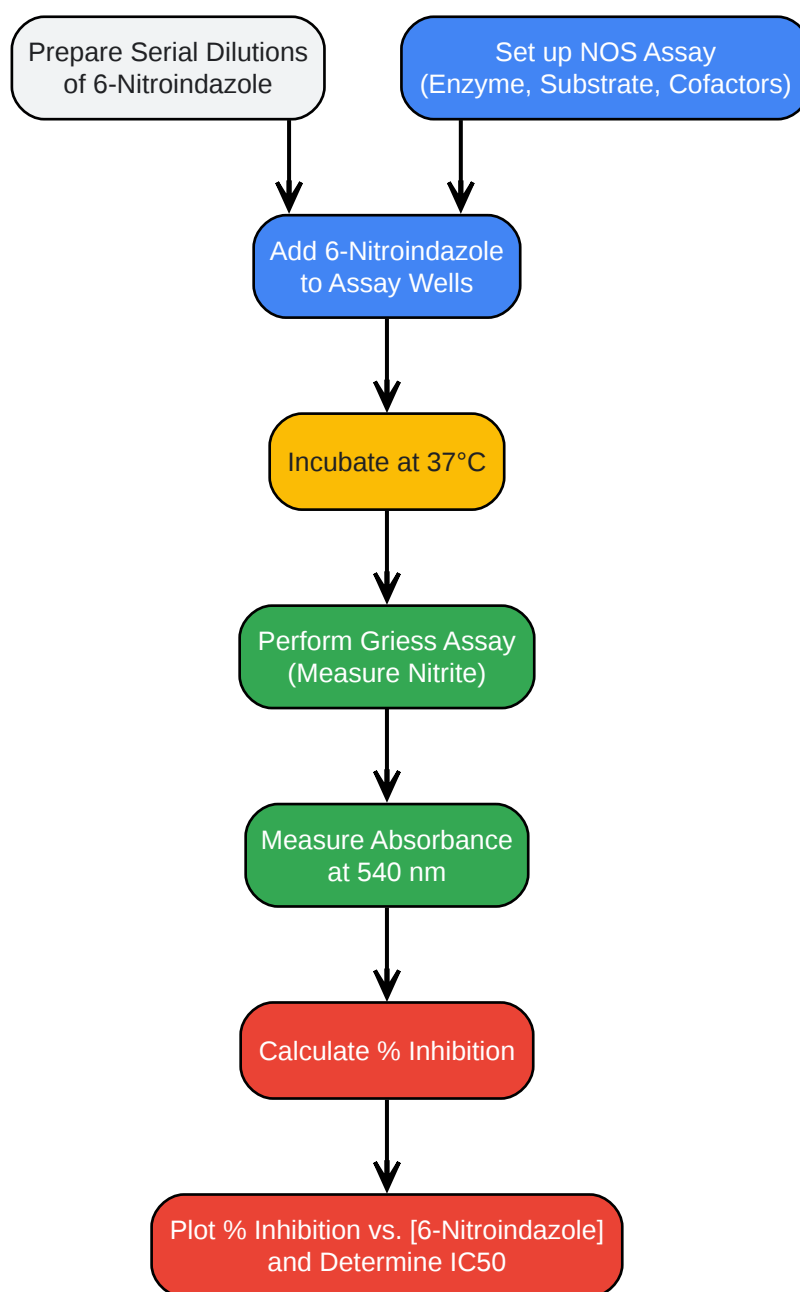 Prepare Serial Dilutions
of 6-Nitroindazole
Set up NOS Assay
(Enzyme, Substrate, Cofactors)
Add 6-Nitroindazole
to Assay Wells
Incubate at 37°C
Perform Griess Assay
(Measure Nitrite)
Measure Absorbance
at 540 nm
Calculate % Inhibition
Plot % Inhibition vs. [6-Nitroindazole]
and Determine IC50